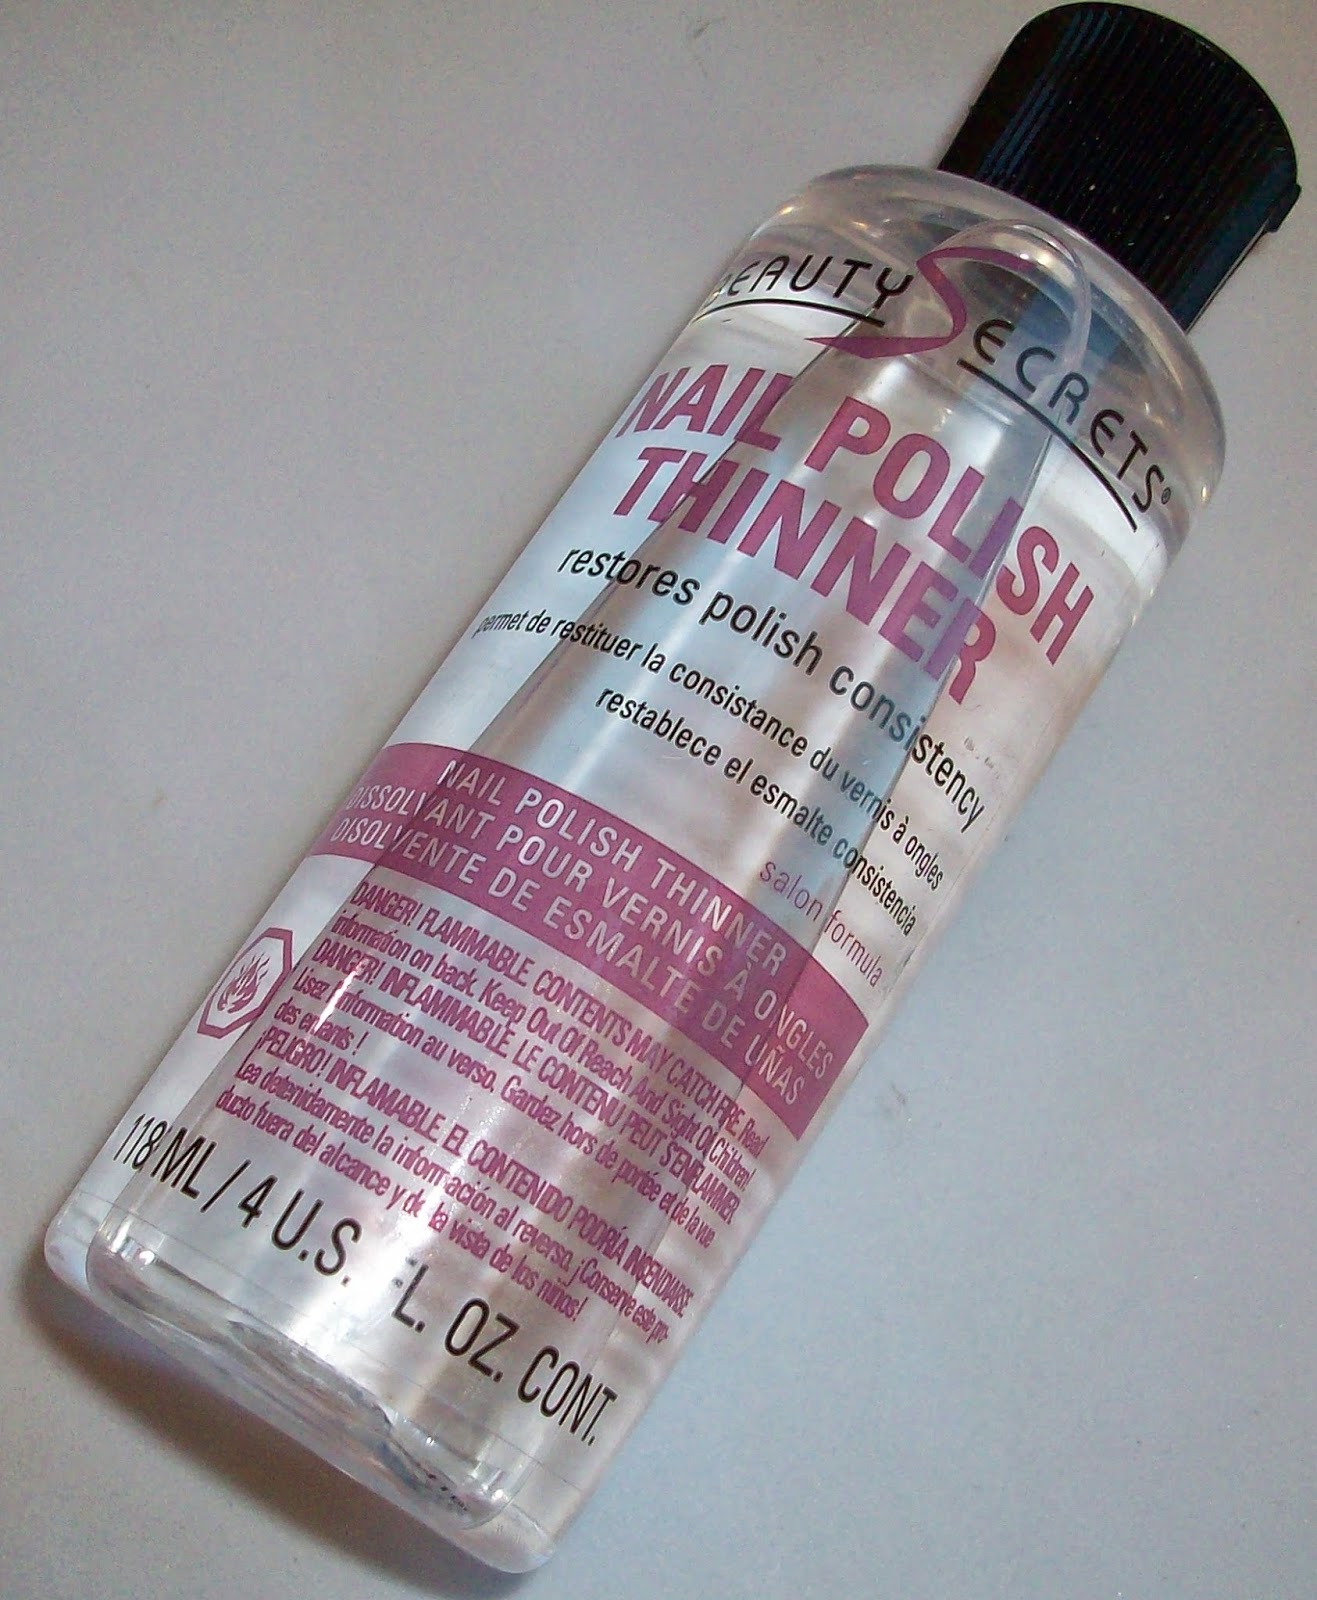 BEAUTY SECRETS®
NAIL POLISH
THINNER
restores polish consistency
permet de restituer la consistance du vernis à ongles
restablece el esmalte consistencia
salon formula
NAIL POLISH THINNER
DISSOLVANT POUR VERNIS À ONGLES
DISOLVENTE DE ESMALTE DE UÑAS
DANGER! FLAMMABLE. CONTENTS MAY CATCH FIRE. Read
information on back. Keep Out Of Reach And Sight Of Children!
DANGER! INFLAMMABLE. LE CONTENU PEUT S'ENFLAMMER.
Lisez l'information au verso. Gardez hors de portée et de la vue
des enfants !
¡PELIGRO! INFLAMABLE. EL CONTENIDO PODRÍA INCENDIARSE.
Lea detenidamente la información al reverso. ¡Conserve este pro-
ducto fuera del alcance y de la vista de los niños!
118 ML / 4 U.S. FL. OZ. CONT.